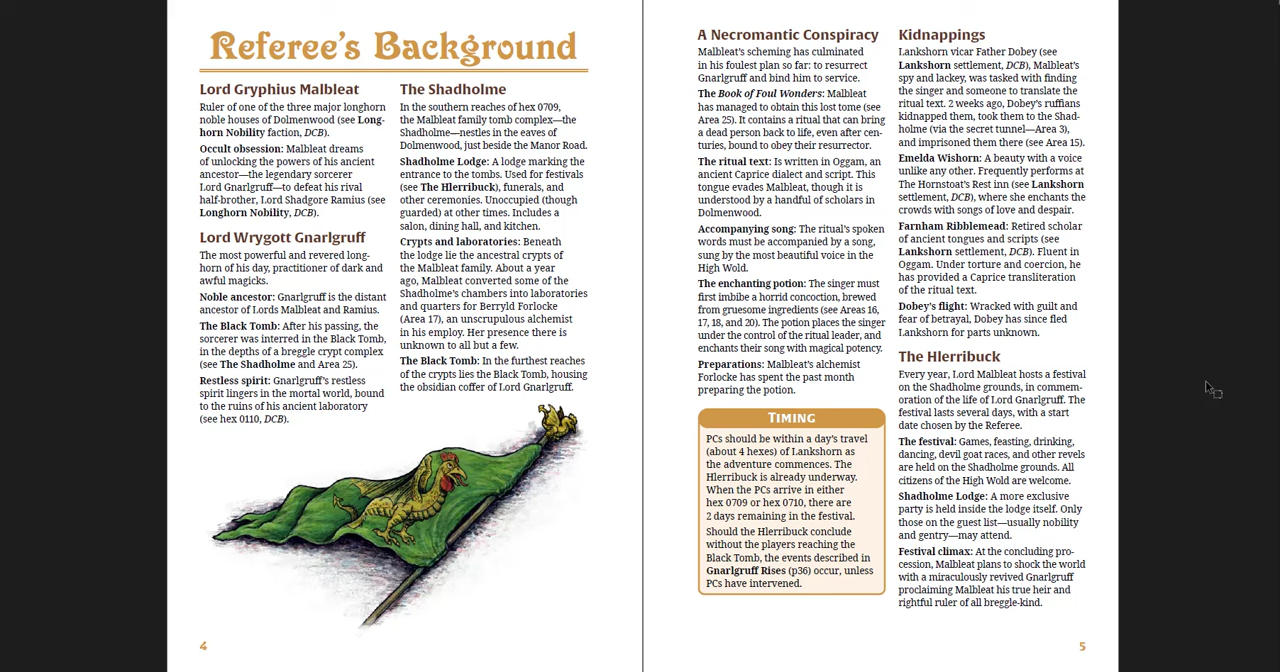 Referee's Background
Lord Gryphius Malbleat
Ruler of one of the three major longhorn
noble houses of Dolmenwood (see Long-
horn Nobility faction, DCB).
Occult obsession: Malbleat dreams
of unlocking the powers of his ancient
ancestor—the legendary sorcerer
Lord Gnarlgruff—to defeat his rival
half-brother, Lord Shadgore Ramius (see
Longhorn Nobility, DCB).
Lord Wrygott Gnarlgruff
The most powerful and revered long-
horn of his day, practitioner of dark and
awful magicks.
Noble ancestor: Gnarlgruff is the distant
ancestor of Lords Malbleat and Ramius.
The Black Tomb: After his passing, the
sorcerer was interred in the Black Tomb,
in the depths of a breggle crypt complex
(see The Shadholme and Area 25).
Restless spirit: Gnarlgruff's restless
spirit lingers in the mortal world, bound
to the ruins of his ancient laboratory
(see hex 0110, DCB).
The Shadholme
In the southern reaches of hex 0709,
the Malbleat family tomb complex—the
Shadholme—nestles in the eaves of
Dolmenwood, just beside the Manor Road.
Shadholme Lodge: A lodge marking the
entrance to the tombs. Used for festivals
(see The Hlerribuck), funerals, and
other ceremonies. Unoccupied (though
guarded) at other times. Includes a
salon, dining hall, and kitchen.
Crypts and laboratories: Beneath
the lodge lie the ancestral crypts of
the Malbleat family. About a year
ago, Malbleat converted some of the
Shadholme's chambers into laboratories
and quarters for Berryld Forlocke
(Area 17), an unscrupulous alchemist
in his employ. Her presence there is
unknown to all but a few.
The Black Tomb: In the furthest reaches
of the crypts lies the Black Tomb, housing
the obsidian coffer of Lord Gnarlgruff.
4
A Necromantic Conspiracy
Malbleat's scheming has culminated
in his foulest plan so far: to resurrect
Gnarlgruff and bind him to service.
The Book of Foul Wonders: Malbleat
has managed to obtain this lost tome (see
Area 25). It contains a ritual that can bring
a dead person back to life, even after cen-
turies, bound to obey their resurrector.
The ritual text: Is written in Oggam, an
ancient Caprice dialect and script. This
tongue evades Malbleat, though it is
understood by a handful of scholars in
Dolmenwood.
Accompanying song: The ritual's spoken
words must be accompanied by a song,
sung by the most beautiful voice in the
High Wold.
The enchanting potion: The singer must
first imbibe a horrid concoction, brewed
from gruesome ingredients (see Areas 16,
17, 18, and 20). The potion places the singer
under the control of the ritual leader, and
enchants their song with magical potency.
Preparations: Malbleat's alchemist
Forlocke has spent the past month
preparing the potion.
Timing
PCs should be within a day's travel
(about 4 hexes) of Lankshorn as
the adventure commences. The
Hlerribuck is already underway.
When the PCs arrive in either
hex 0709 or hex 0710, there are
2 days remaining in the festival.
Should the Hlerribuck conclude
without the players reaching the
Black Tomb, the events described in
Gnarlgruff Rises (p36) occur, unless
PCs have intervened.
Kidnappings
Lankshorn vicar Father Dobey (see
Lankshorn settlement, DCB), Malbleat's
spy and lackey, was tasked with finding
the singer and someone to translate the
ritual text. 2 weeks ago, Dobey's ruffians
kidnapped them, took them to the Shad-
holme (via the secret tunnel—Area 3),
and imprisoned them there (see Area 15).
Emelda Wishorn: A beauty with a voice
unlike any other. Frequently performs at
The Hornstoat's Rest inn (see Lankshorn
settlement, DCB), where she enchants the
crowds with songs of love and despair.
Farnham Ribblemead: Retired scholar
of ancient tongues and scripts (see
Lankshorn settlement, DCB). Fluent in
Oggam. Under torture and coercion, he
has provided a Caprice transliteration
of the ritual text.
Dobey's flight: Wracked with guilt and
fear of betrayal, Dobey has since fled
Lankshorn for parts unknown.
The Hlerribuck
Every year, Lord Malbleat hosts a festival
on the Shadholme grounds, in commem-
oration of the life of Lord Gnarlgruff. The
festival lasts several days, with a start
date chosen by the Referee.
The festival: Games, feasting, drinking,
dancing, devil goat races, and other revels
are held on the Shadholme grounds. All
citizens of the High Wold are welcome.
Shadholme Lodge: A more exclusive
party is held inside the lodge itself. Only
those on the guest list—usually nobility
and gentry—may attend.
Festival climax: At the concluding pro-
cession, Malbleat plans to shock the world
with a miraculously revived Gnarlgruff
proclaiming Malbleat his true heir and
rightful ruler of all breggle-kind.
5